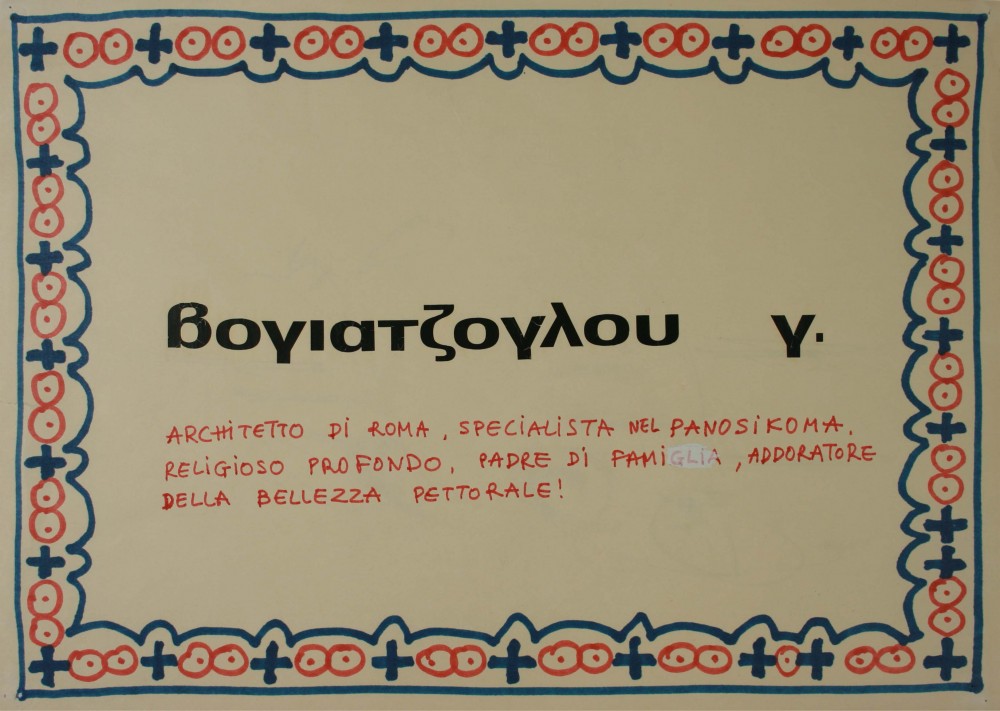 βογιατζογλου γ.
ARCHITETTO DI ROMA, SPECIALISTA NEL PANOSIKOMA.
RELIGIOSO PROFONDO, PADRE DI FAMIGLIA, ADDORATORE
DELLA BELLEZZA PETTORALE!